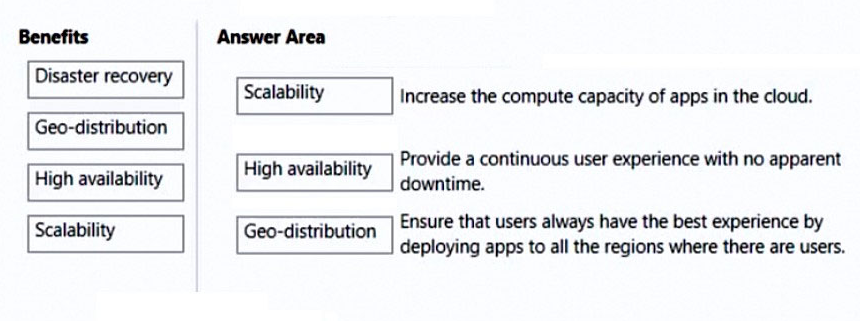 Benefits
Disaster recovery
Geo-distribution
High availability
Scalability
Answer Area
Scalability
Increase the compute capacity of apps in the cloud.
High availability
Provide a continuous user experience with no apparent
downtime.
Geo-distribution
Ensure that users always have the best experience by
deploying apps to all the regions where there are users.